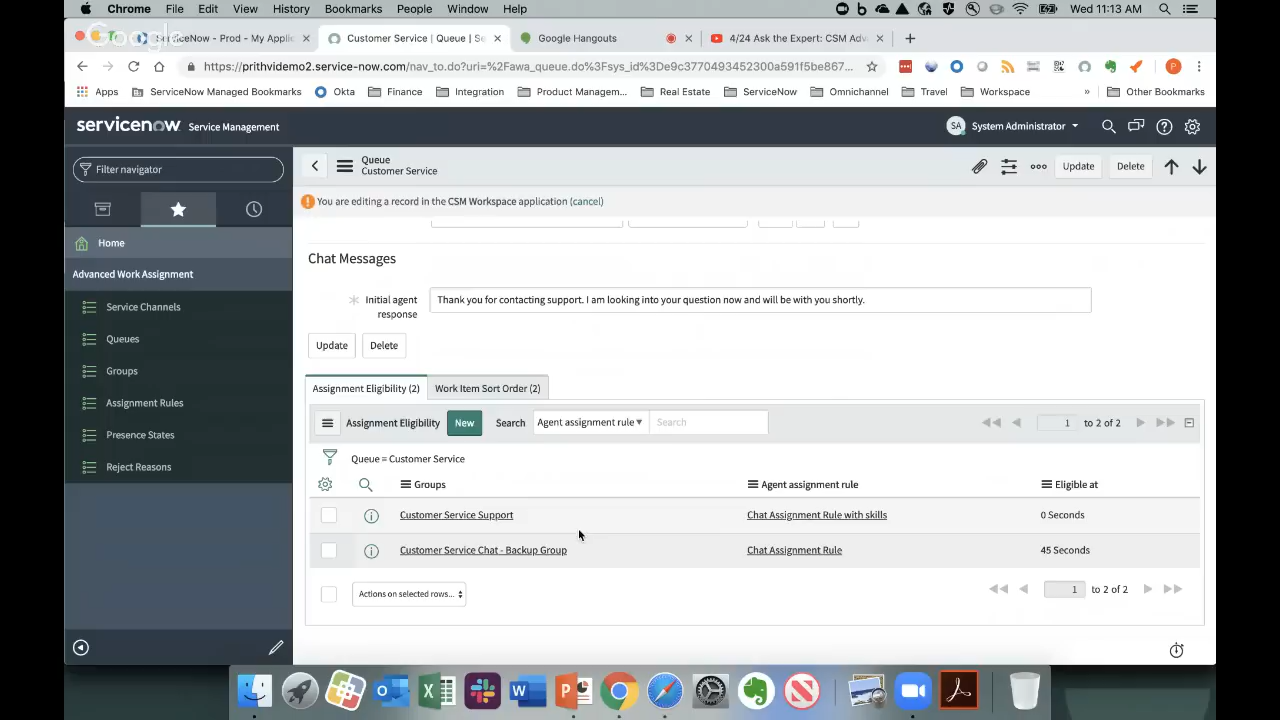 Chrome File Edit View History Bookmarks People Window Help Wed 11:13 AM
Google
ServiceNow - Prod - My Applic
Customer Service | Queue | Se
Google Hangouts
4/24 Ask the Expert: CSM Adv
https://prithvidemo2.service-now.com/nav_to.do?uri=%2Fawa_queue.do%3Fsys_id%3De9c3770493452300a591f5be867...
P
Apps ServiceNow Managed Bookmarks Okta Finance Integration Product Managem... Real Estate ServiceNow Omnichannel Travel Workspace » Other Bookmarks
servicenow Service Management
SA System Administrator
Filter navigator
Home
Advanced Work Assignment
Service Channels
Queues
Groups
Assignment Rules
Presence States
Reject Reasons
Queue
Customer Service
Update Delete
You are editing a record in the CSM Workspace application (cancel)
Chat Messages
Initial agent
response
Thank you for contacting support. I am looking into your question now and will be with you shortly.
Update Delete
Assignment Eligibility (2) Work Item Sort Order (2)
Assignment Eligibility New Search Agent assignment rule Search 1 to 2 of 2
Queue = Customer Service
Groups Agent assignment rule Eligible at
Customer Service Support Chat Assignment Rule with skills 0 Seconds
Customer Service Chat - Backup Group Chat Assignment Rule 45 Seconds
Actions on selected rows... 1 to 2 of 2